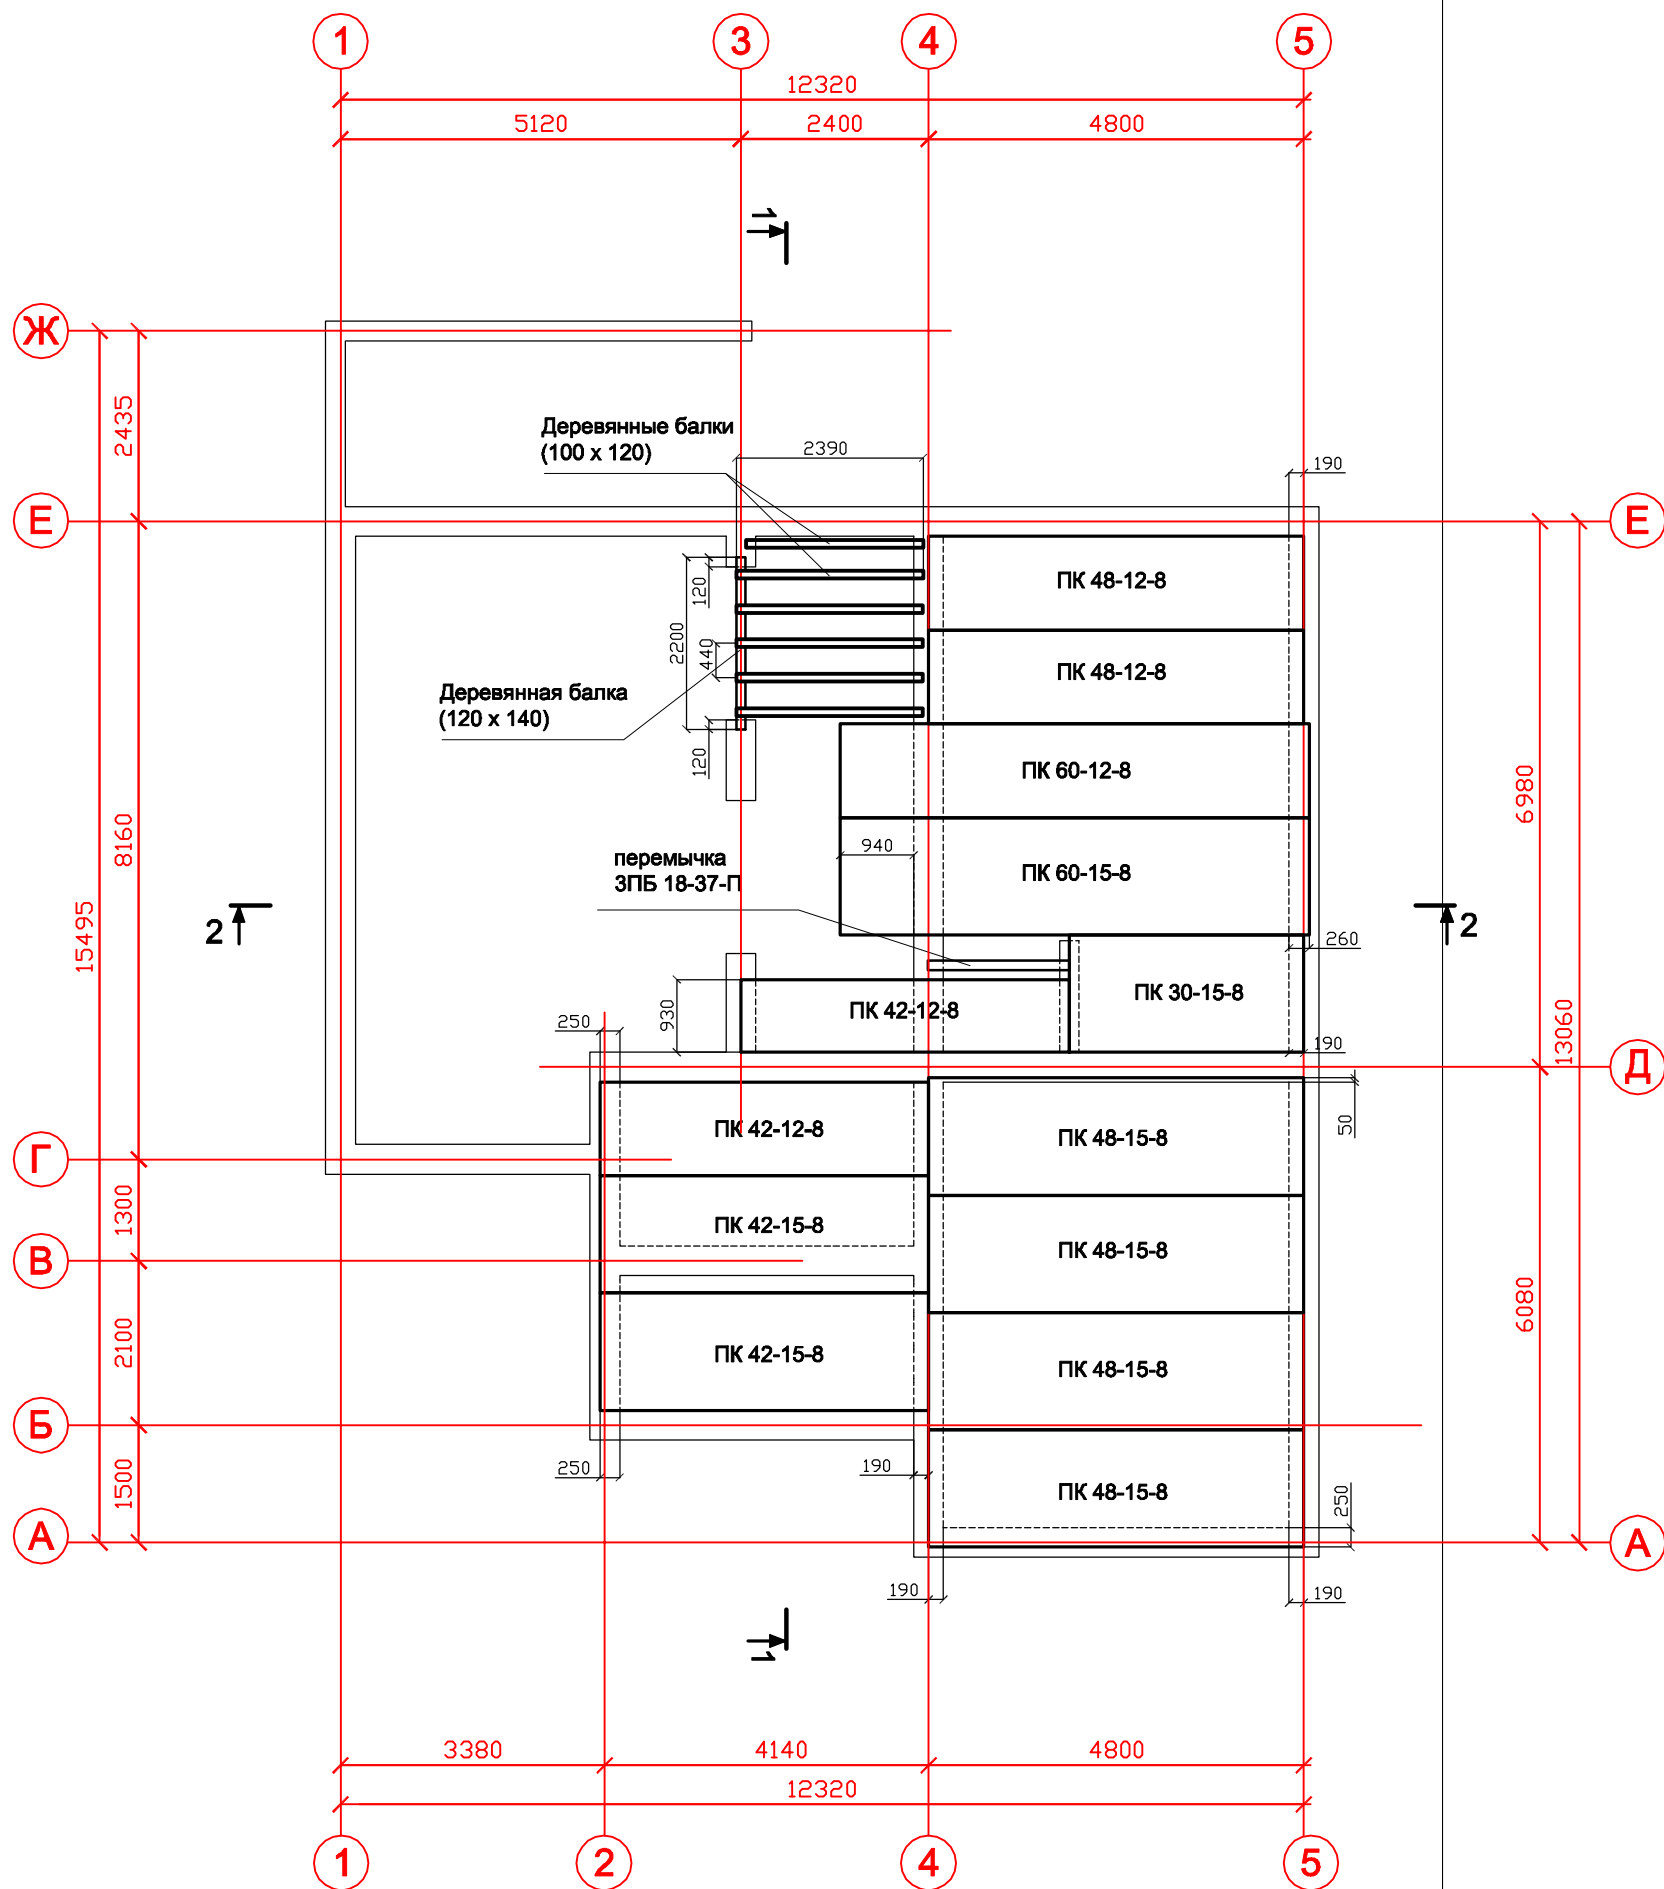 1
3
4
5
12320
5120
2400
4800
1
Ж
2435
Деревянные балки
(100 х 120)
2390
190
Е
Е
ПК 48-12-8
120
2200
440
ПК 48-12-8
Деревянная балка
(120 х 140)
120
ПК 60-12-8
6980
8160
940
перемычка
3ПБ 18-37-П
ПК 60-15-8
15495
2
2
260
ПК 30-15-8
ПК 42-12-8
930
250
190
13060
Д
ПК 42-12-8
ПК 48-15-8
50
Г
1300
ПК 42-15-8
ПК 48-15-8
В
6080
2100
ПК 42-15-8
ПК 48-15-8
Б
250
190
1500
ПК 48-15-8
250
А
А
190
190
1
3380
4140
4800
12320
1
2
4
5